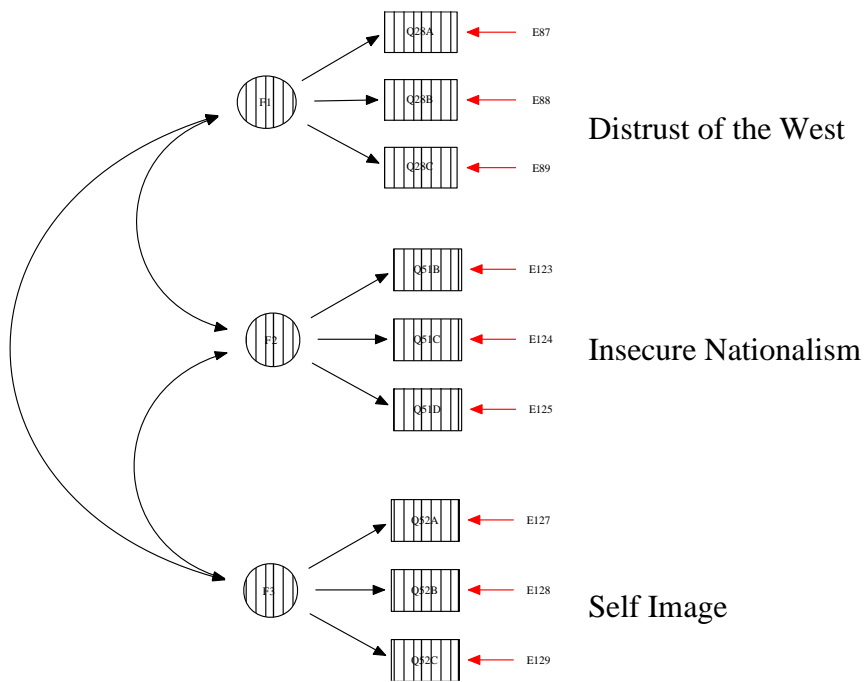 Q28A E87
F1 Q28B E88
Distrust of the West
Q28C E89
Q51B E123
F2 Q51C E124
Insecure Nationalism
Q51D E125
Q52A E127
F3 Q52B E128
Self Image
Q52C E129